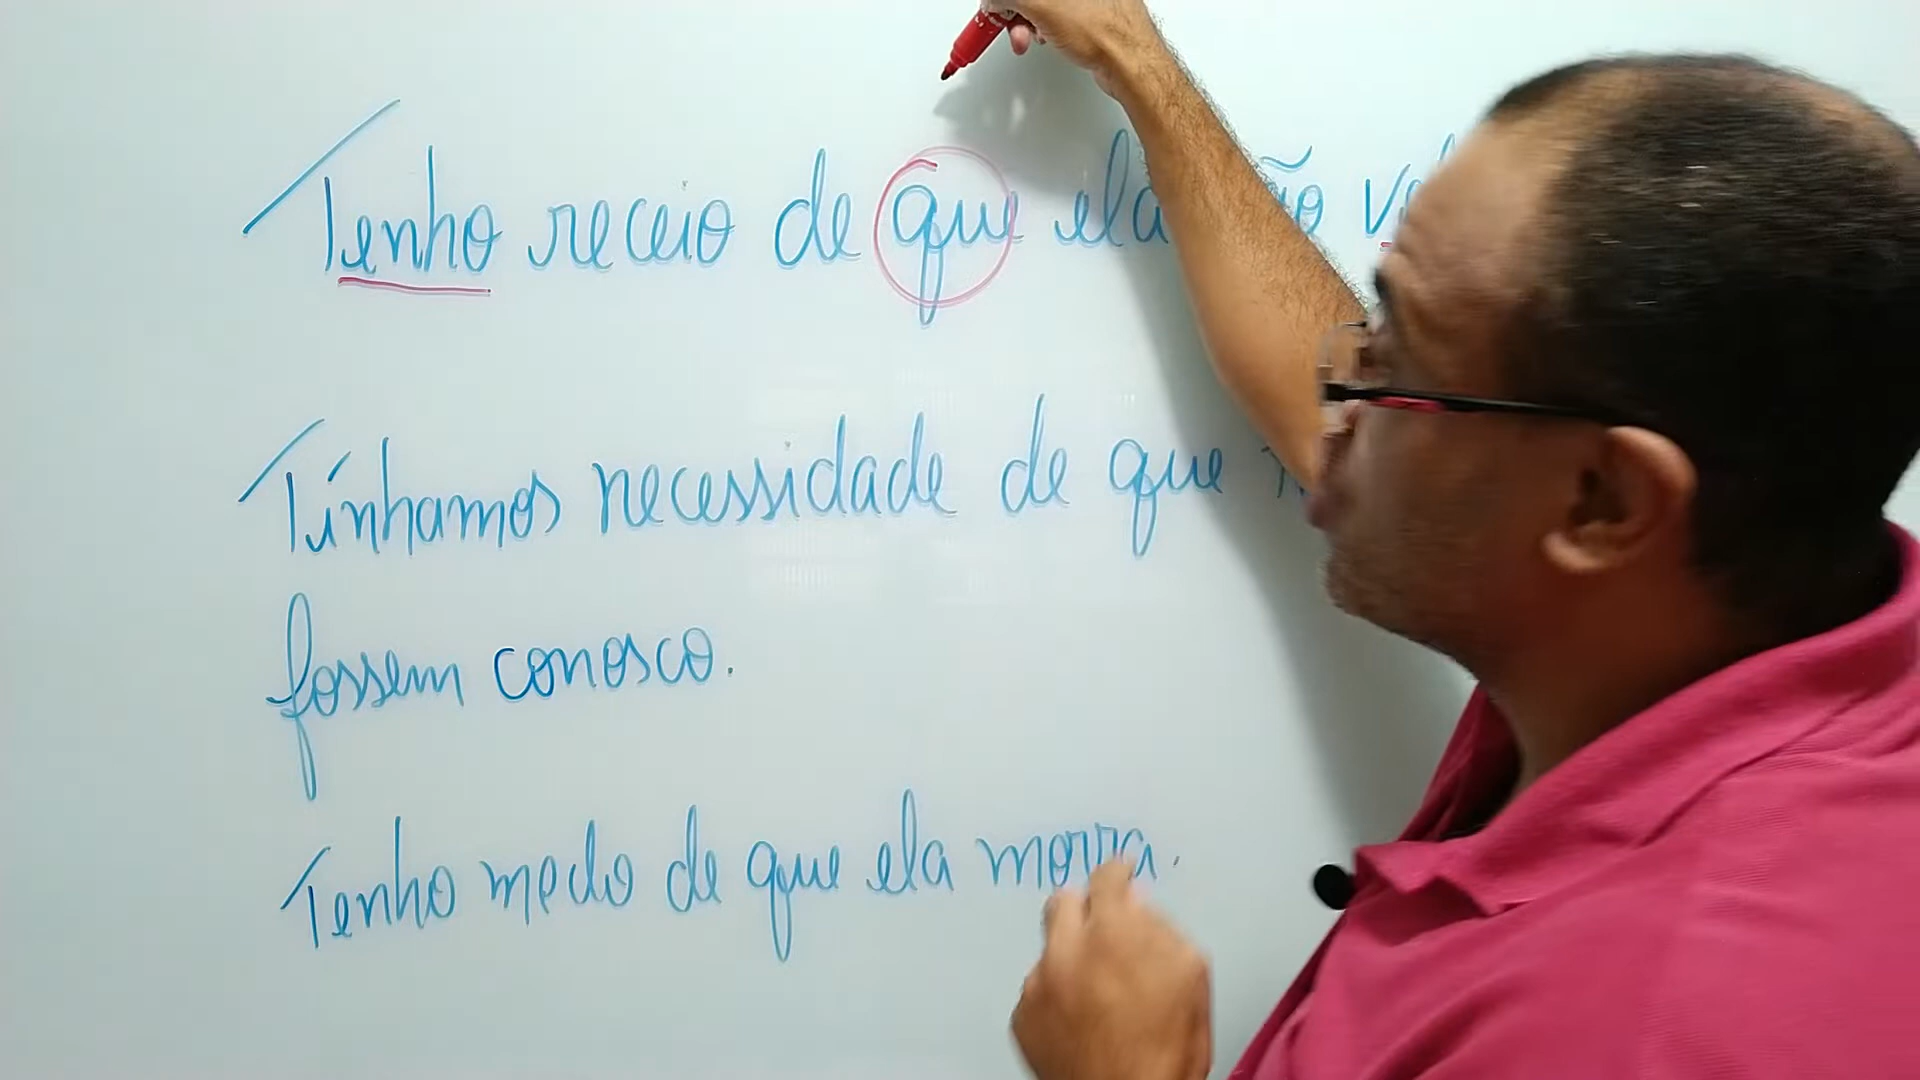 Tenho receio de que ela
Tínhamos necessidade de que
fossem conosco.
Tenho medo de que ela morra.